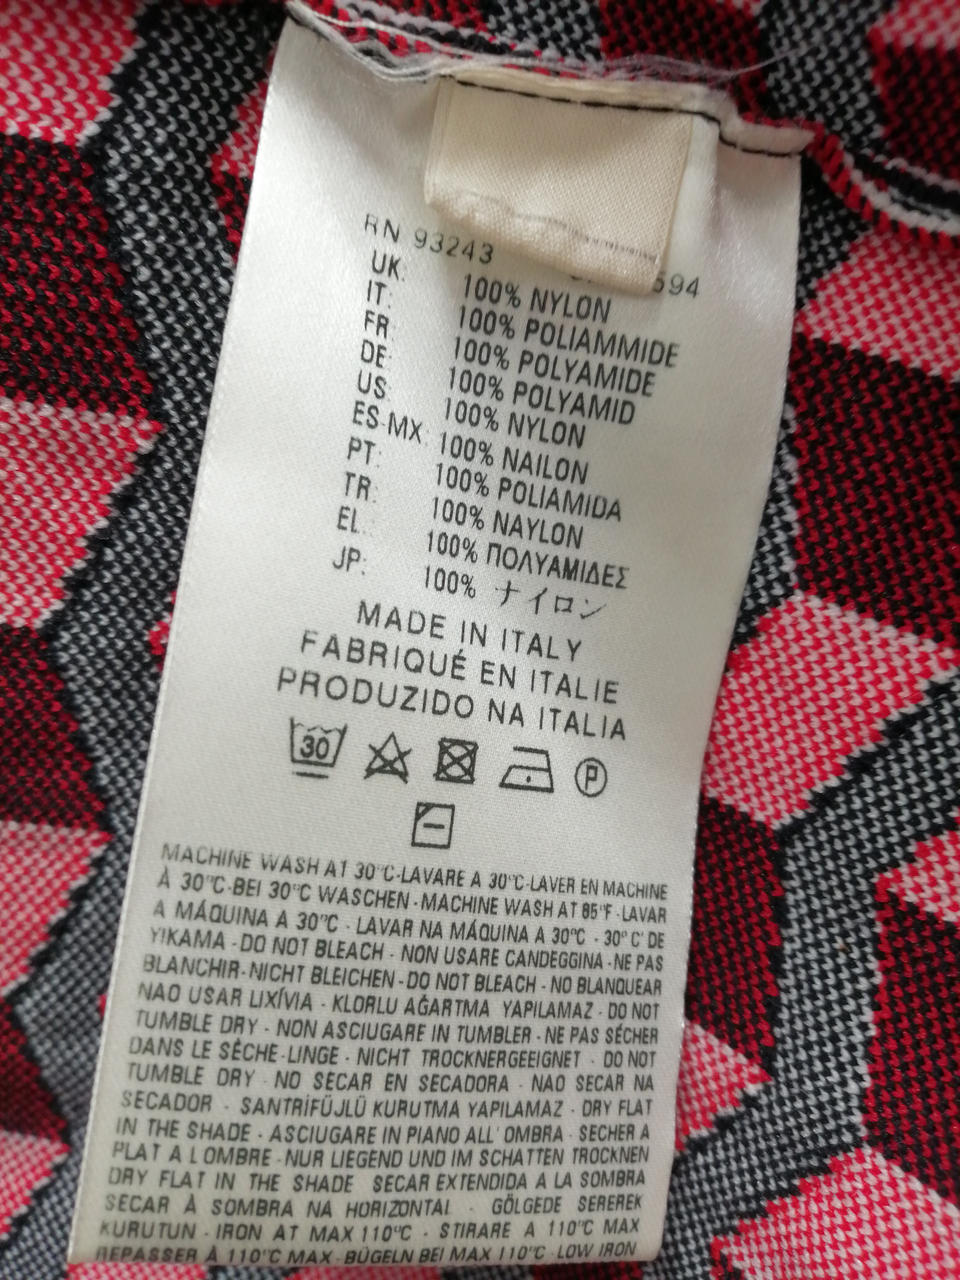 RN 93243
594
UK: 100% NYLON
IT: 100% POLIAMMIDE
FR: 100% POLYAMIDE
DE: 100% POLYAMID
US: 100% NYLON
ES-MX: 100% NAILON
PT: 100% POLIAMIDA
TR: 100% NAYLON
EL: 100% ΠΟΛΥΑΜΙΔΕΣ
JP: 100% ナイロン
MADE IN ITALY
FABRIQUÉ EN ITALIE
PRODUZIDO NA ITALIA
30
P
MACHINE WASH AT 30°C-LAVARE A 30°C-LAVER EN MACHINE
À 30°C-BEI 30°C WASCHEN-MACHINE WASH AT 85°F-LAVAR
A MÁQUINA A 30°C - LAVAR NA MÁQUINA A 30°C - 30° C' DE
YIKAMA - DO NOT BLEACH - NON USARE CANDEGGINA - NE PAS
BLANCHIR-NICHT BLEICHEN-DO NOT BLEACH - NO BLANQUEAR
NAO USAR LIXÍVIA - KLORLU AĞARTMA YAPILAMAZ - DO NOT
TUMBLE DRY - NON ASCIUGARE IN TUMBLER - NE PAS SÉCHER
DANS LE SÈCHE-LINGE - NICHT TROCKNERGEEIGNET - DO NOT
TUMBLE DRY - NO SECAR EN SECADORA - NAO SECAR NA
SECADOR - SANTRİFÜJLÜ KURUTMA YAPILAMAZ - DRY FLAT
IN THE SHADE - ASCIUGARE IN PIANO ALL' OMBRA - SECHER A
PLAT A L OMBRE - NUR LIEGEND UND IM SCHATTEN TROCKNEN
DRY FLAT IN THE SHADE SECAR EXTENDIDA A LA SOMBRA
SECAR À SOMBRA NA HORIZONTAL - GÖLGEDE SEREREK
KURUTUN - IRON AT MAX 110°C - STIRARE A 110°C MAX
REPASSER À 110°C MAX - BÜGELN BEI MAX 110°C - LOW IRON